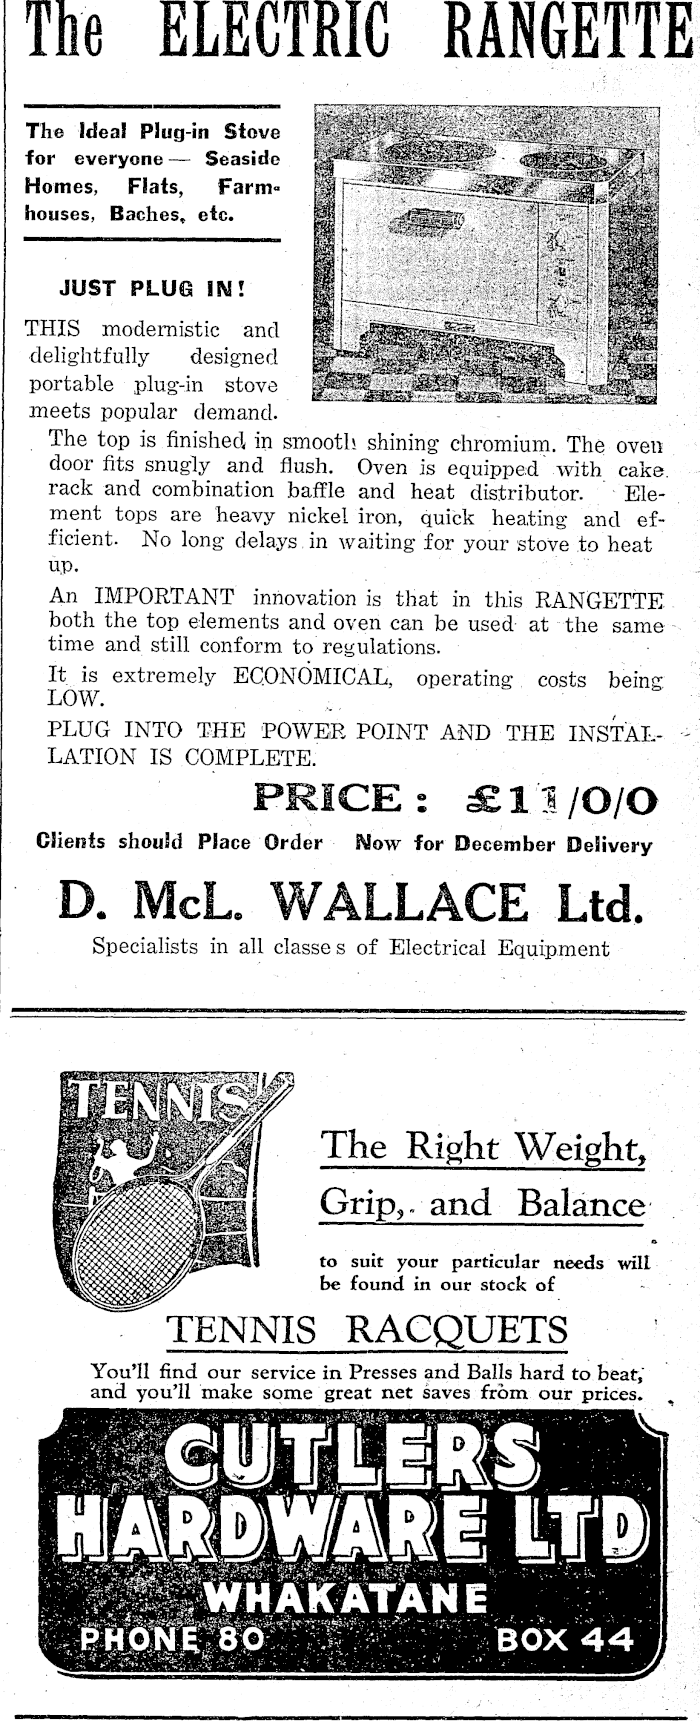 The ELECTRIC RANGETTE
The Ideal Plug-in Stove
for everyone — Seaside
Homes, Flats, Farm-
houses, Baches, etc.
JUST PLUG IN!
THIS modernistic and
delightfully designed
portable plug-in stove
meets popular demand.
The top is finished in smooth shining chromium. The oven
door fits snugly and flush. Oven is equipped with cake
rack and combination baffle and heat distributor. Ele-
ment tops are heavy nickel iron, quick heating and ef-
ficient. No long delays in waiting for your stove to heat
up.
An IMPORTANT innovation is that in this RANGETTE
both the top elements and oven can be used at the same
time and still conform to regulations.
It is extremely ECONOMICAL, operating costs being
LOW.
PLUG INTO THE POWER POINT AND THE INSTAL-
LATION IS COMPLETE.
PRICE: £11/0/0
Clients should Place Order Now for December Delivery
D. McL. WALLACE Ltd.
Specialists in all classes of Electrical Equipment
TENNIS
The Right Weight,
Grip, and Balance
to suit your particular needs will
be found in our stock of
TENNIS RACQUETS
You'll find our service in Presses and Balls hard to beat,
and you'll make some great net saves from our prices.
CUTLERS
HARDWARE LTD
WHAKATANE
PHONE 80 BOX 44